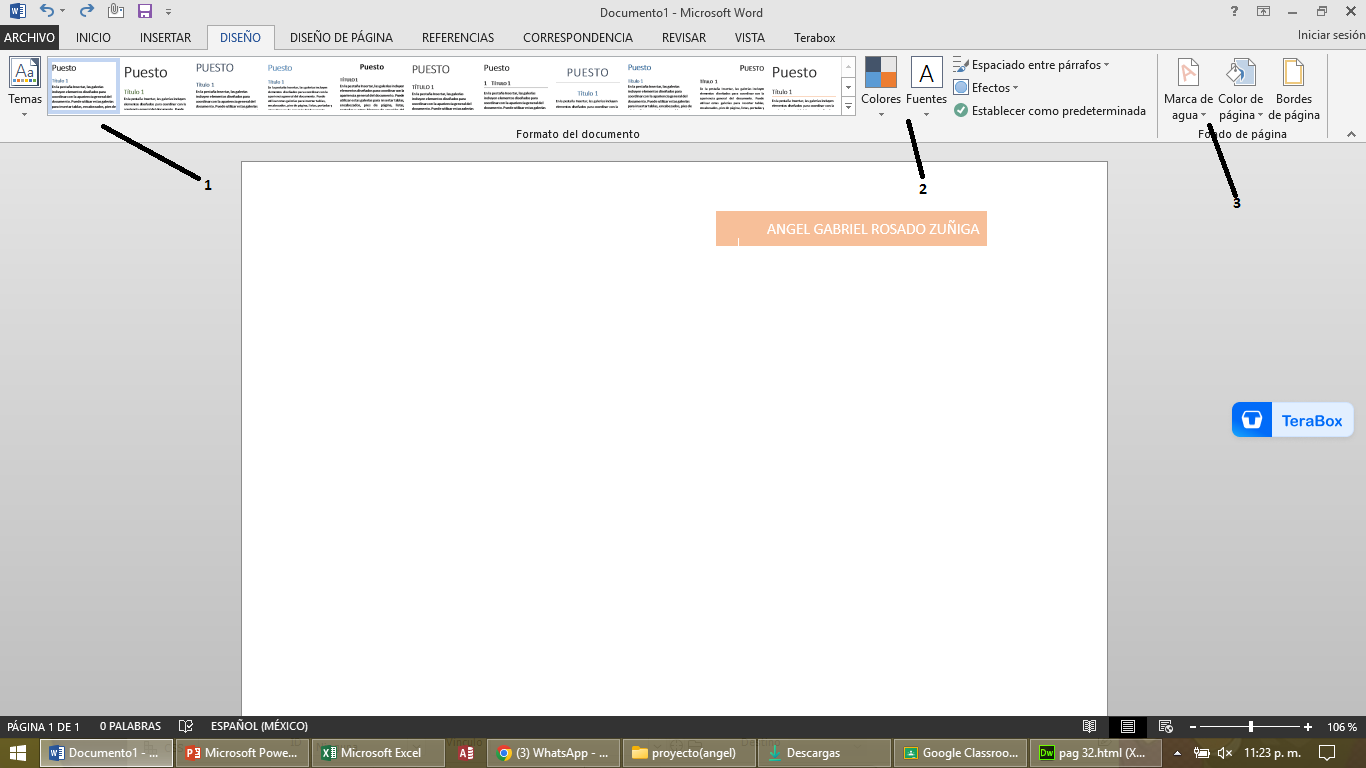 Documento1 - Microsoft Word
ARCHIVO INICIO INSERTAR DISEÑO DISEÑO DE PÁGINA REFERENCIAS CORRESPONDENCIA REVISAR VISTA Terabox Iniciar sesión
Puesto Puesto PUESTO Puesto Puesto PUESTO Puesto PUESTO Puesto PUESTO Puesto
Título 1 Título 1 Título 1 Título 1 TÍTULO 1 TÍTULO 1 1 Título 1 Título 1 Título 1 Título 1 Título 1
Temas
Colores Fuentes
Espaciado entre párrafos
Efectos
Establecer como predeterminada
Marca de agua
Color de página
Bordes de página
Formato del documento
Fondo de página
1
2
3
ANGEL GABRIEL ROSADO ZUÑIGA
TeraBox
PÁGINA 1 DE 1 0 PALABRAS ESPAÑOL (MÉXICO) 106 %
Documento1 - ... Microsoft Powe... Microsoft Excel (3) WhatsApp - ... proyecto(angel) Descargas Google Classroo... Dw pag 32.html (X... 11:23 p. m.